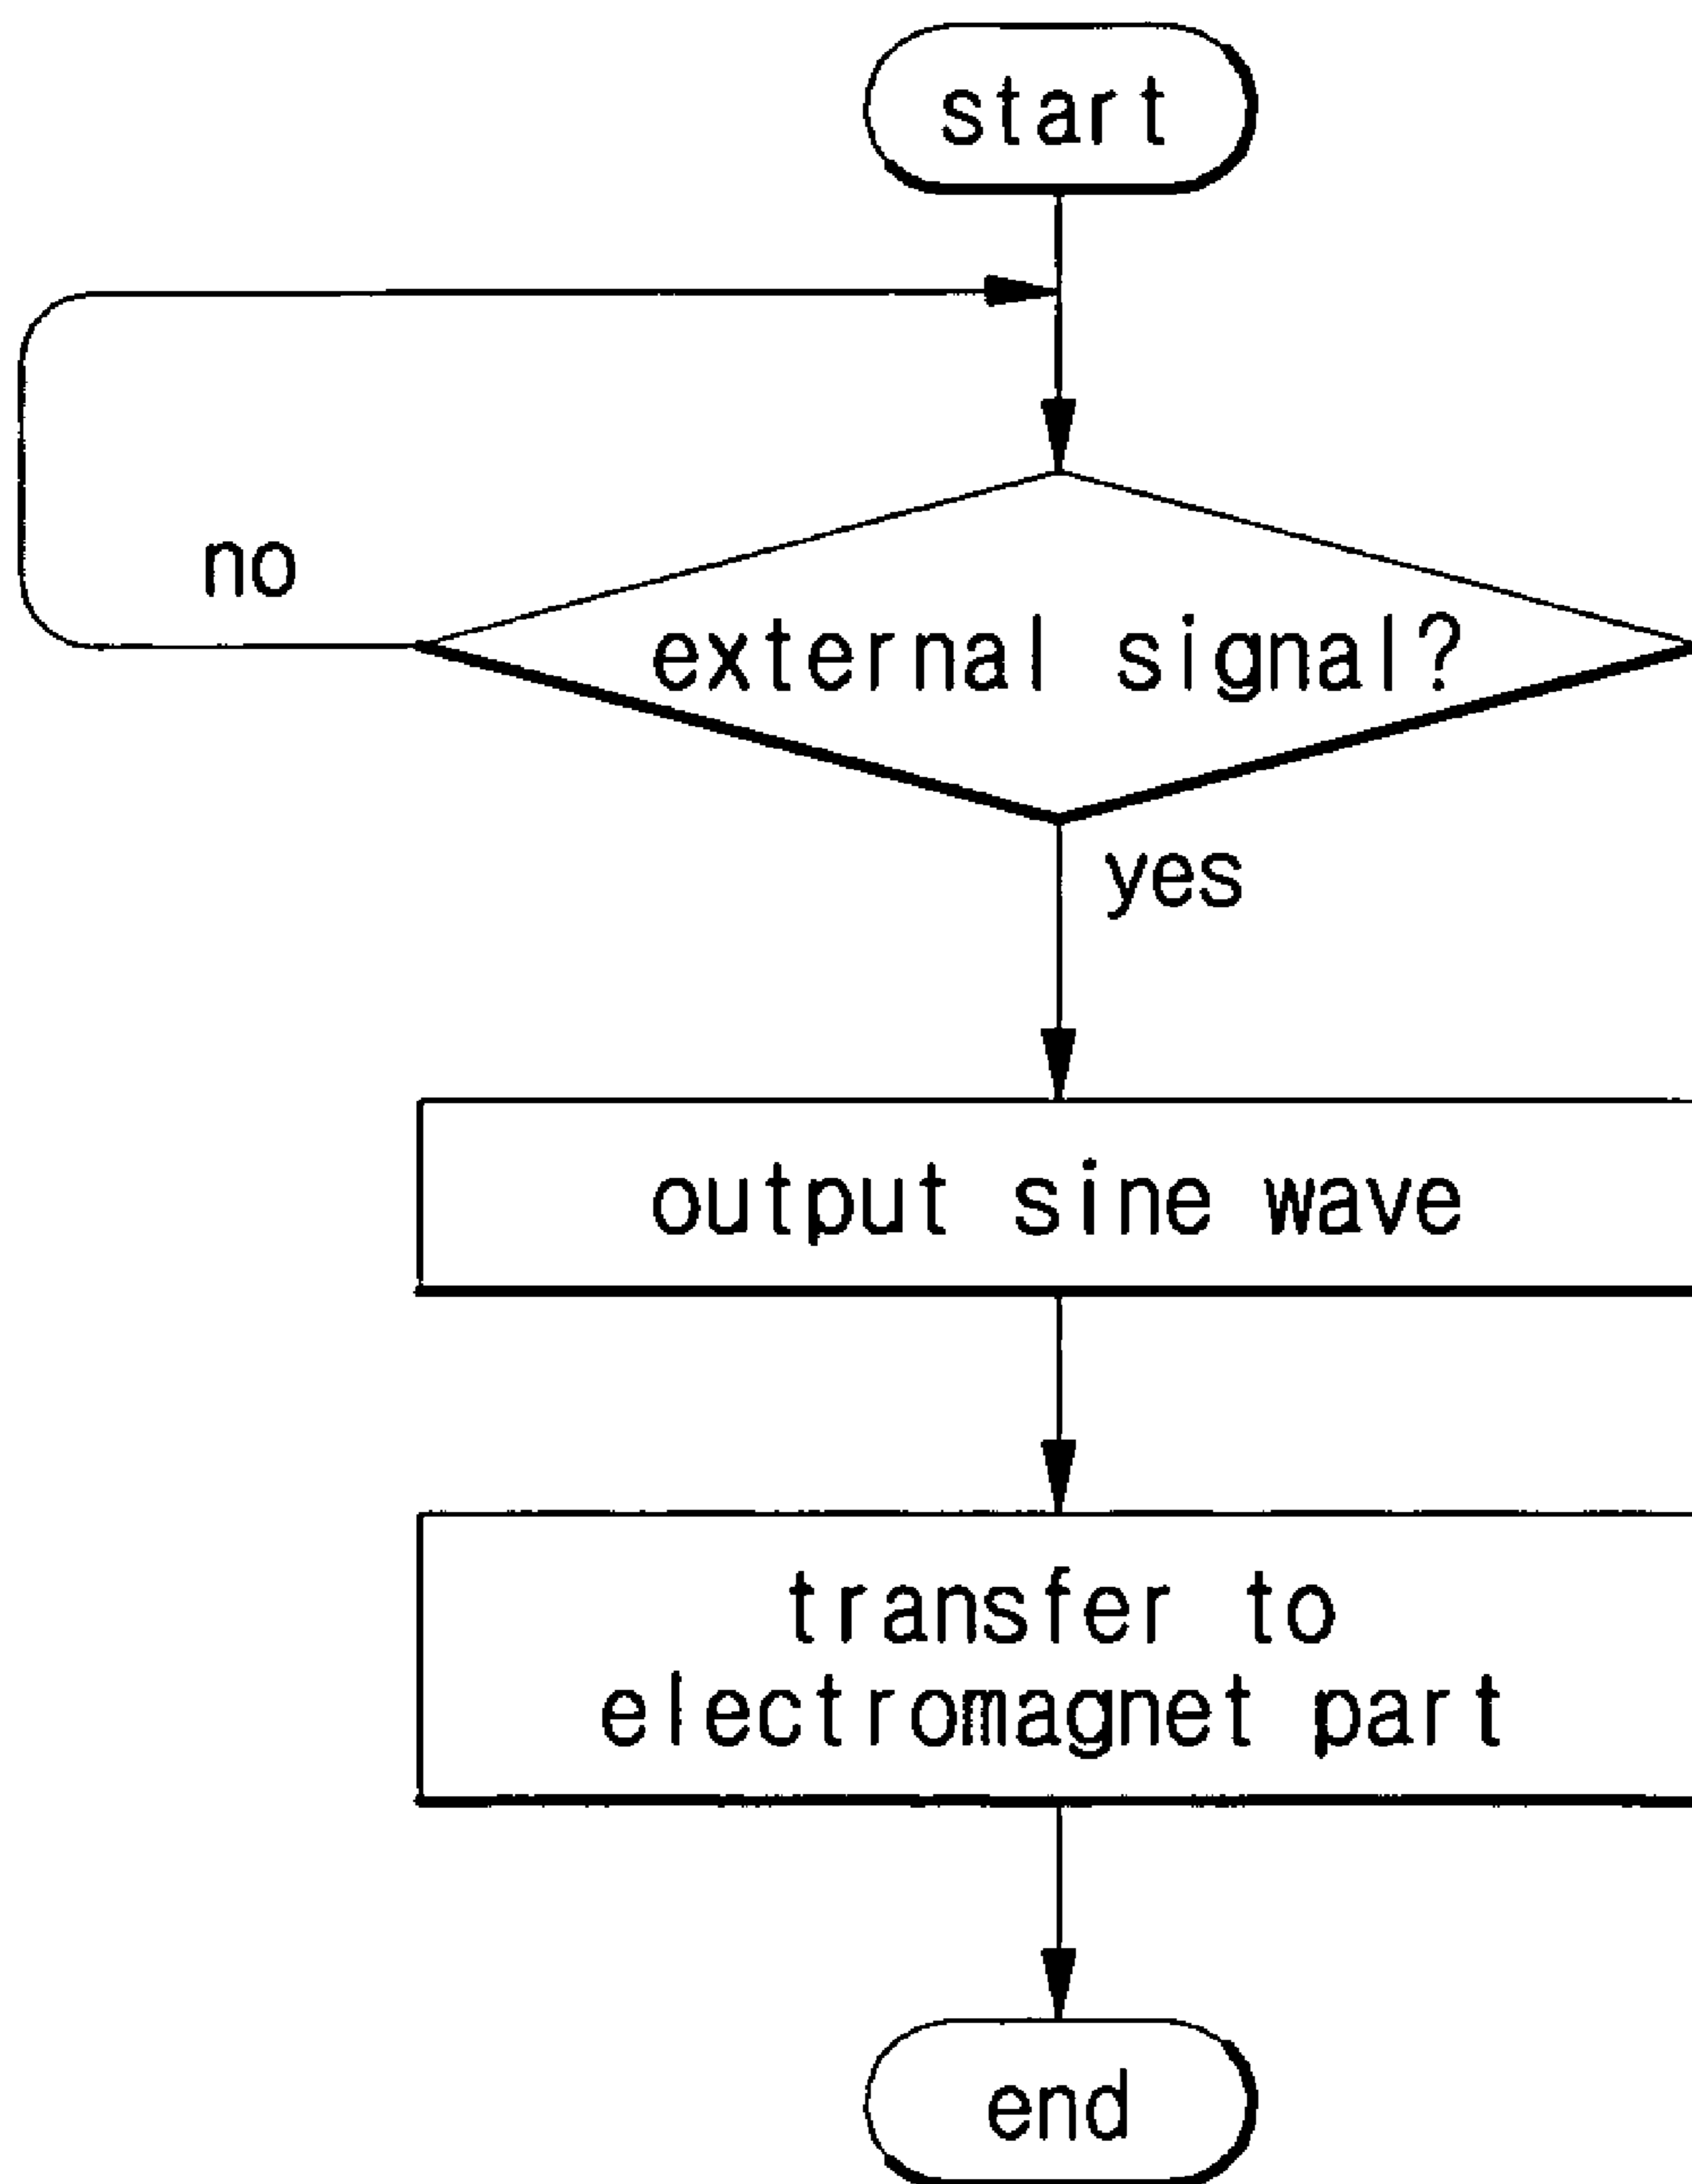 start
no
external signal?
yes
output sine wave
transfer to
electromagnet part
end